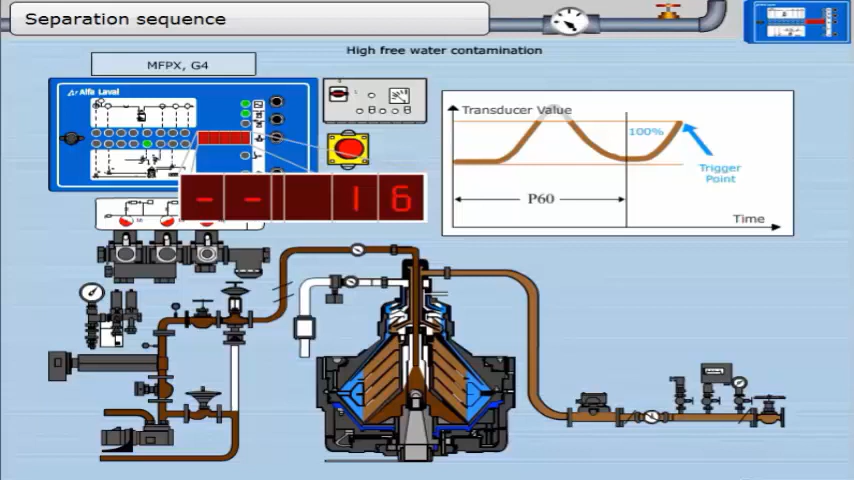 Separation sequence
High free water contamination
MFPX, G4
Alfa Laval
Transducer Value
100%
Trigger
Point
P60
Time
- - 16